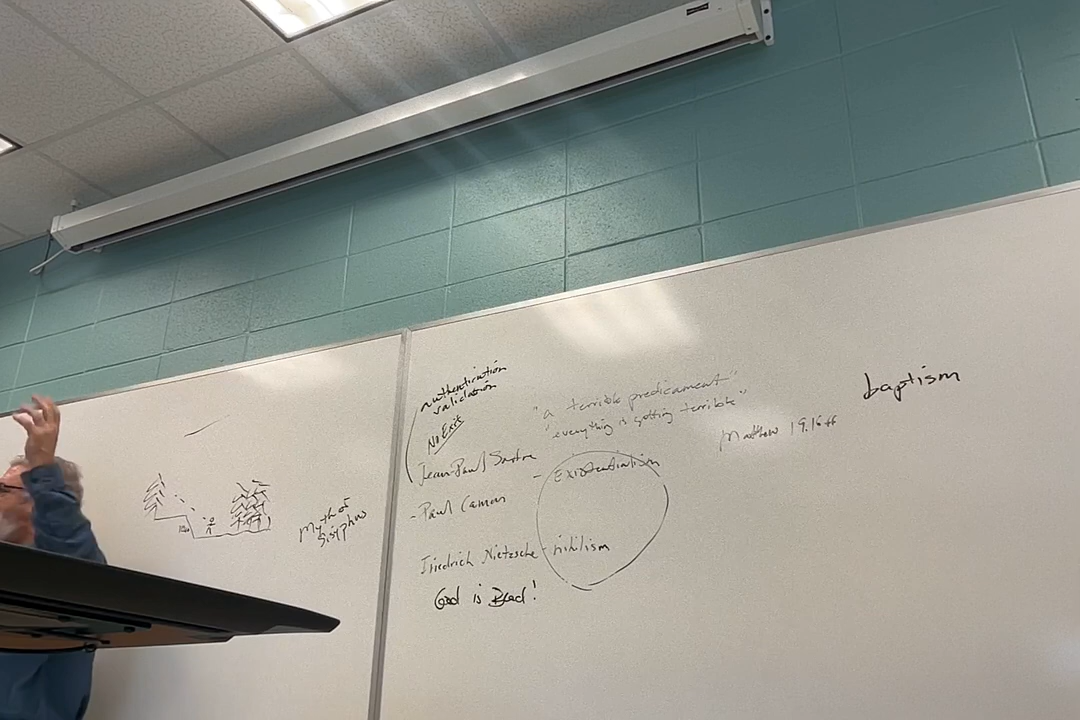 Myth of
Sisyphus
authentication
validation
No Exit
Jean-Paul Sartre - Existentialism
- Paul Camus
Friedrich Nietzsche - nihilism
God is Dead!
"a terrible predicament"
"everything is getting terrible"
Matthew 19.16ff
baptism